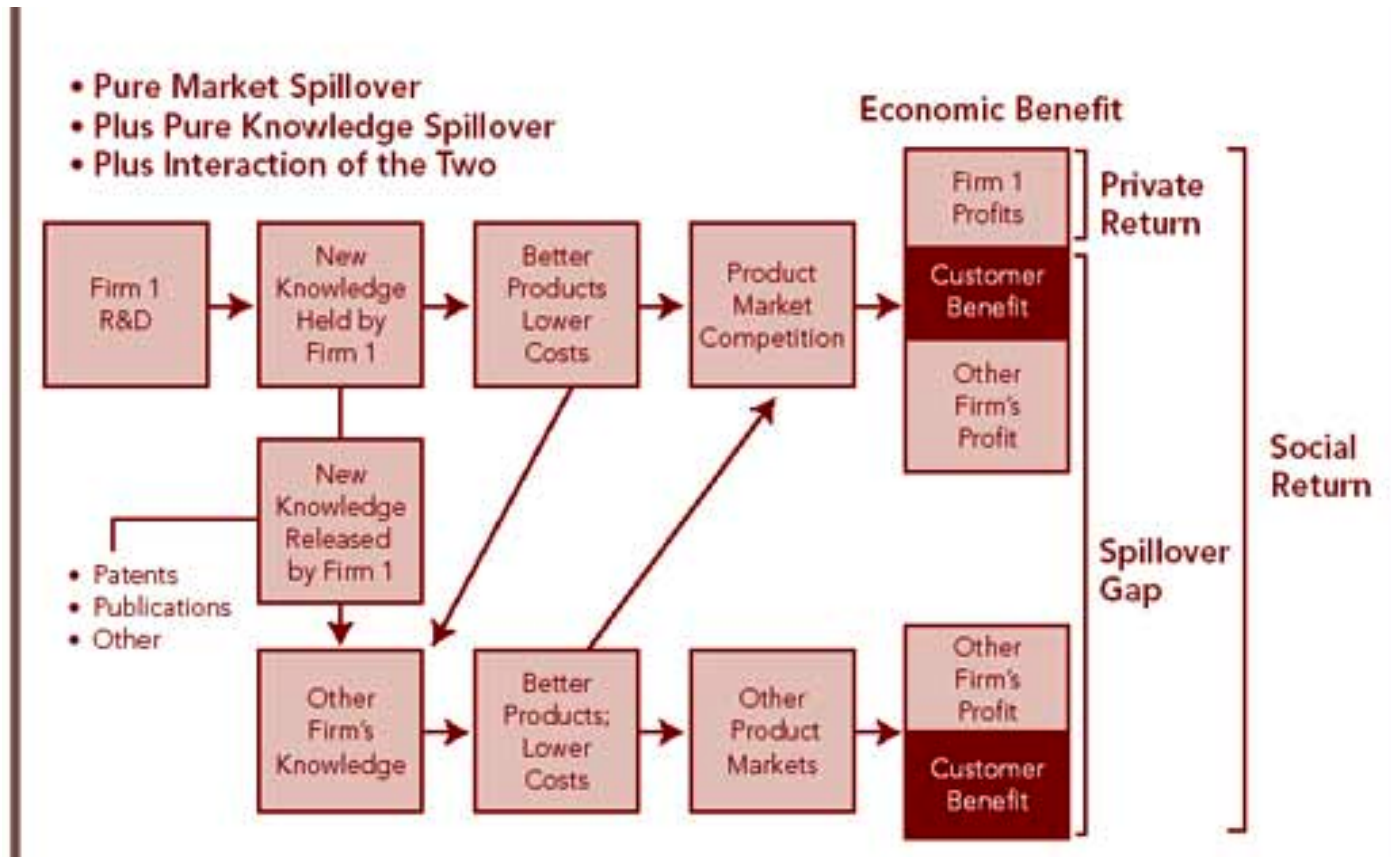 • Pure Market Spillover
• Plus Pure Knowledge Spillover
• Plus Interaction of the Two
Economic Benefit
Firm 1
R&D
New
Knowledge
Held by
Firm 1
Better
Products
Lower
Costs
Product
Market
Competition
Firm 1
Profits
Customer
Benefit
Other
Firm's
Profit
Private
Return
New
Knowledge
Released
by Firm 1
• Patents
• Publications
• Other
Other
Firm's
Knowledge
Better
Products;
Lower
Costs
Other
Product
Markets
Other
Firm's
Profit
Customer
Benefit
Spillover
Gap
Social
Return